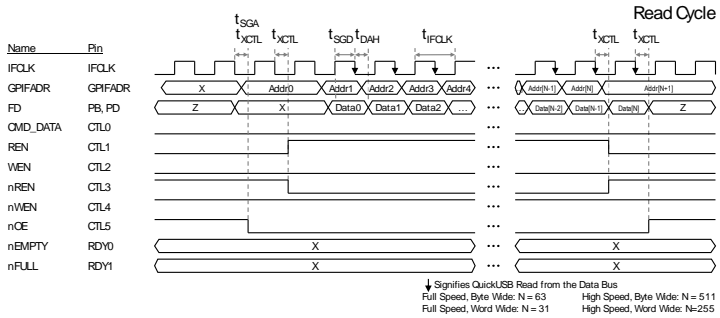 Read Cycle
tSGA
tXCTL tXCTL tSGD tDAH tIFCLK tXCTL tXCTL
Name Pin
IFCLK IFCLK ...
GPIFADR GPIFADR X Addr0 Addr1 Addr2 Addr3 Addr4 ... Addr[N-1] Addr[N] Addr[N+1]
FD PB, PD Z X Data0 Data1 Data2 ... ... ... Data[N-2] Data[N-1] Data[N] Z
CMD_DATA CTL0 ...
REN CTL1 ...
WEN CTL2 ...
nREN CTL3 ...
nWEN CTL4 ...
nOE CTL5 ...
nEMPTY RDY0 X ... X
nFULL RDY1 X ... X
Signifies QuickUSB Read from the Data Bus
Full Speed, Byte Wide: N = 63 High Speed, Byte Wide: N = 511
Full Speed, Word Wide: N = 31 High Speed, Word Wide: N=255